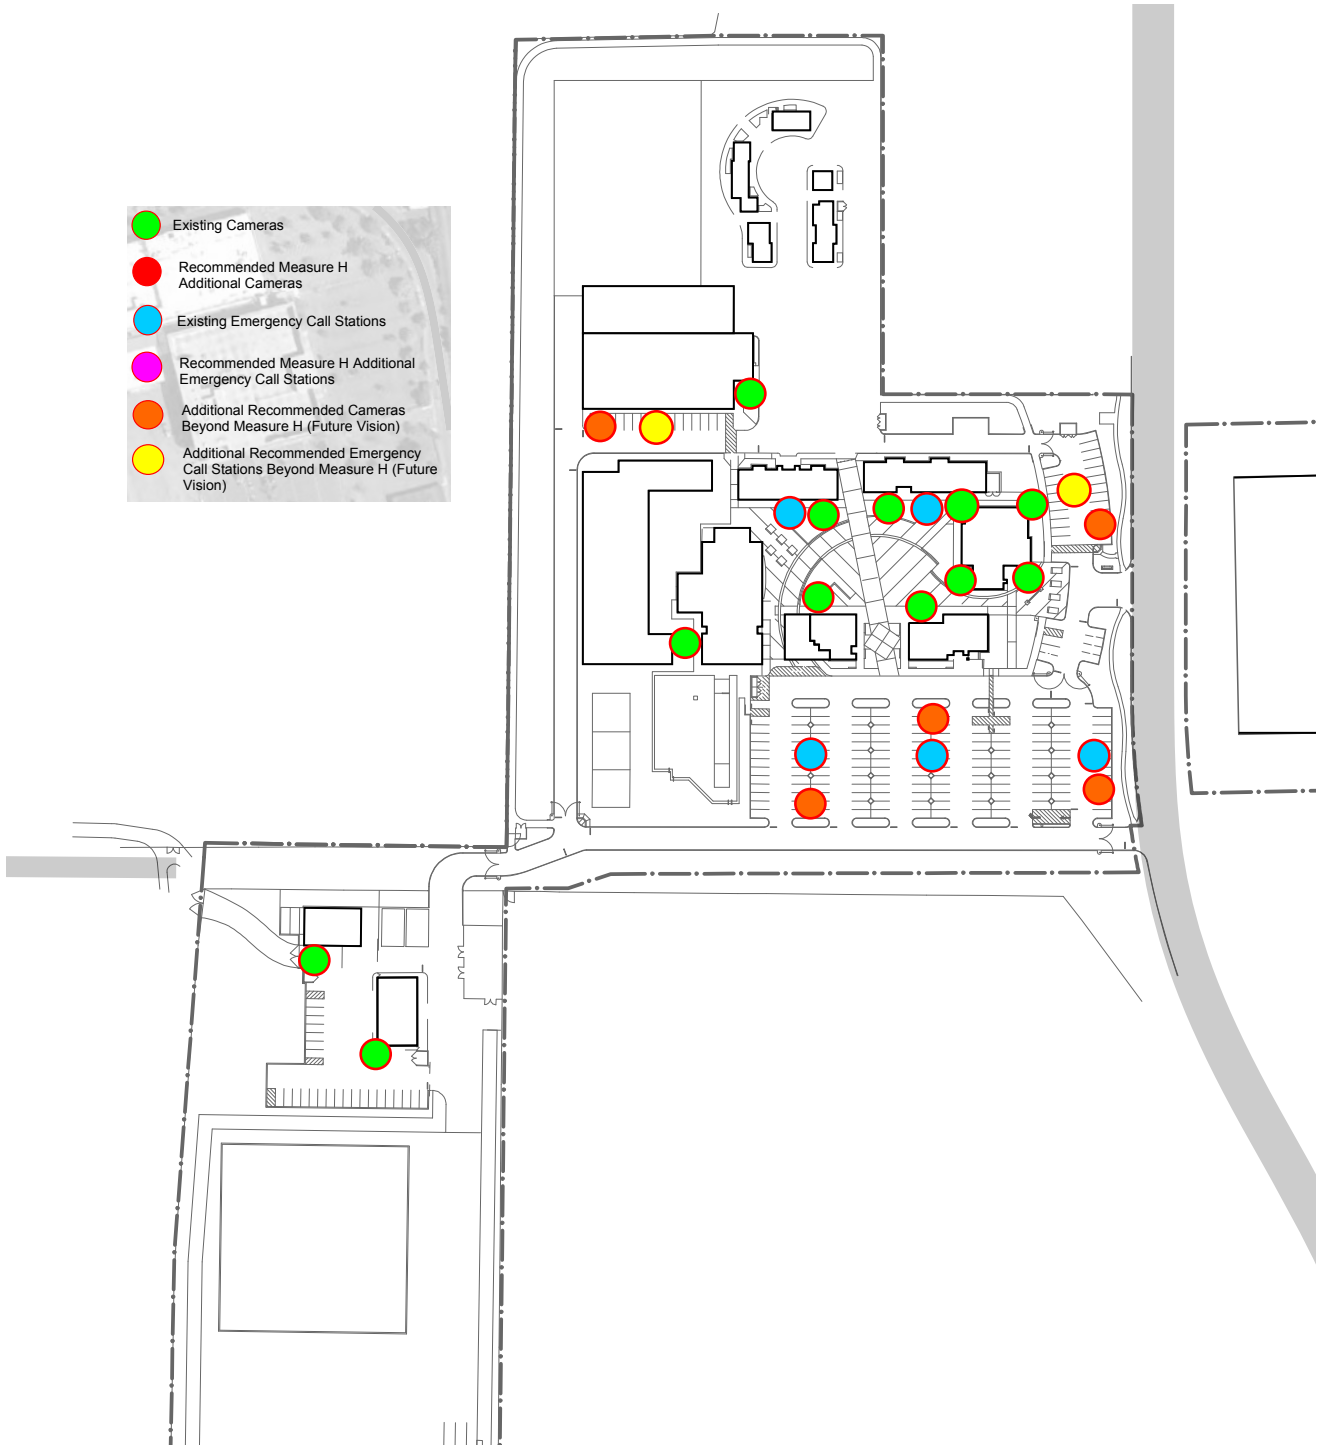 Existing Cameras
Recommended Measure H
Additional Cameras
Existing Emergency Call Stations
Recommended Measure H Additional
Emergency Call Stations
Additional Recommended Cameras
Beyond Measure H (Future Vision)
Additional Recommended Emergency
Call Stations Beyond Measure H (Future
Vision)